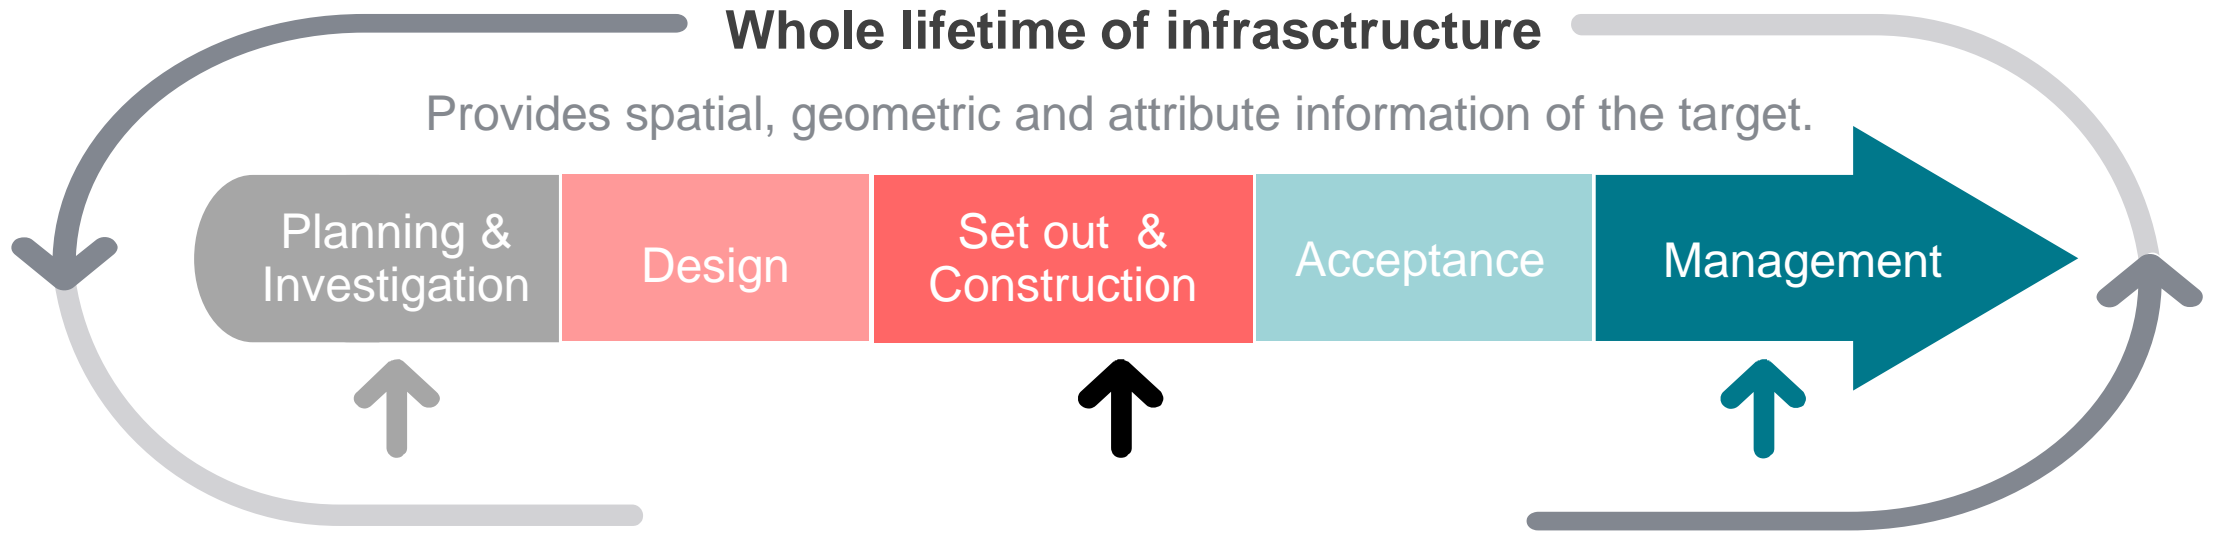 Whole lifetime of infrasctructure
Provides spatial, geometric and attribute information of the target.
Planning &
Investigation
Design
Set out & 
Construction
Acceptance
Management